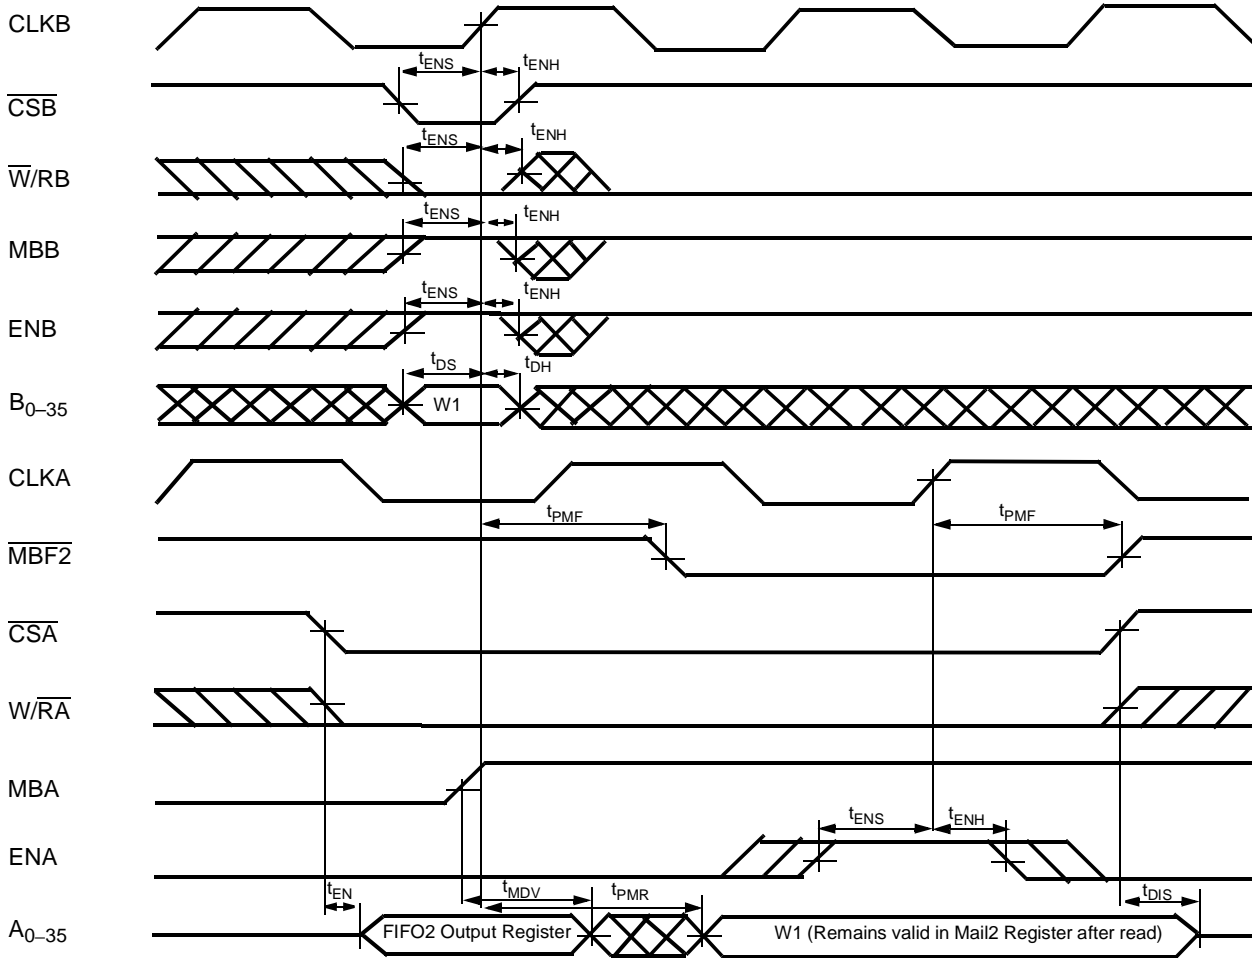 CLKB
tENS tENH
CSB
tENS tENH
W/RB
tENS tENH
MBB
tENS tENH
ENB
tDS tDH
B0–35 W1
CLKA
tPMF tPMF
MBF2
CSA
W/RA
MBA
tENS tENH
ENA
tEN tMDV tPMR tDIS
A0–35 FIFO2 Output Register W1 (Remains valid in Mail2 Register after read)